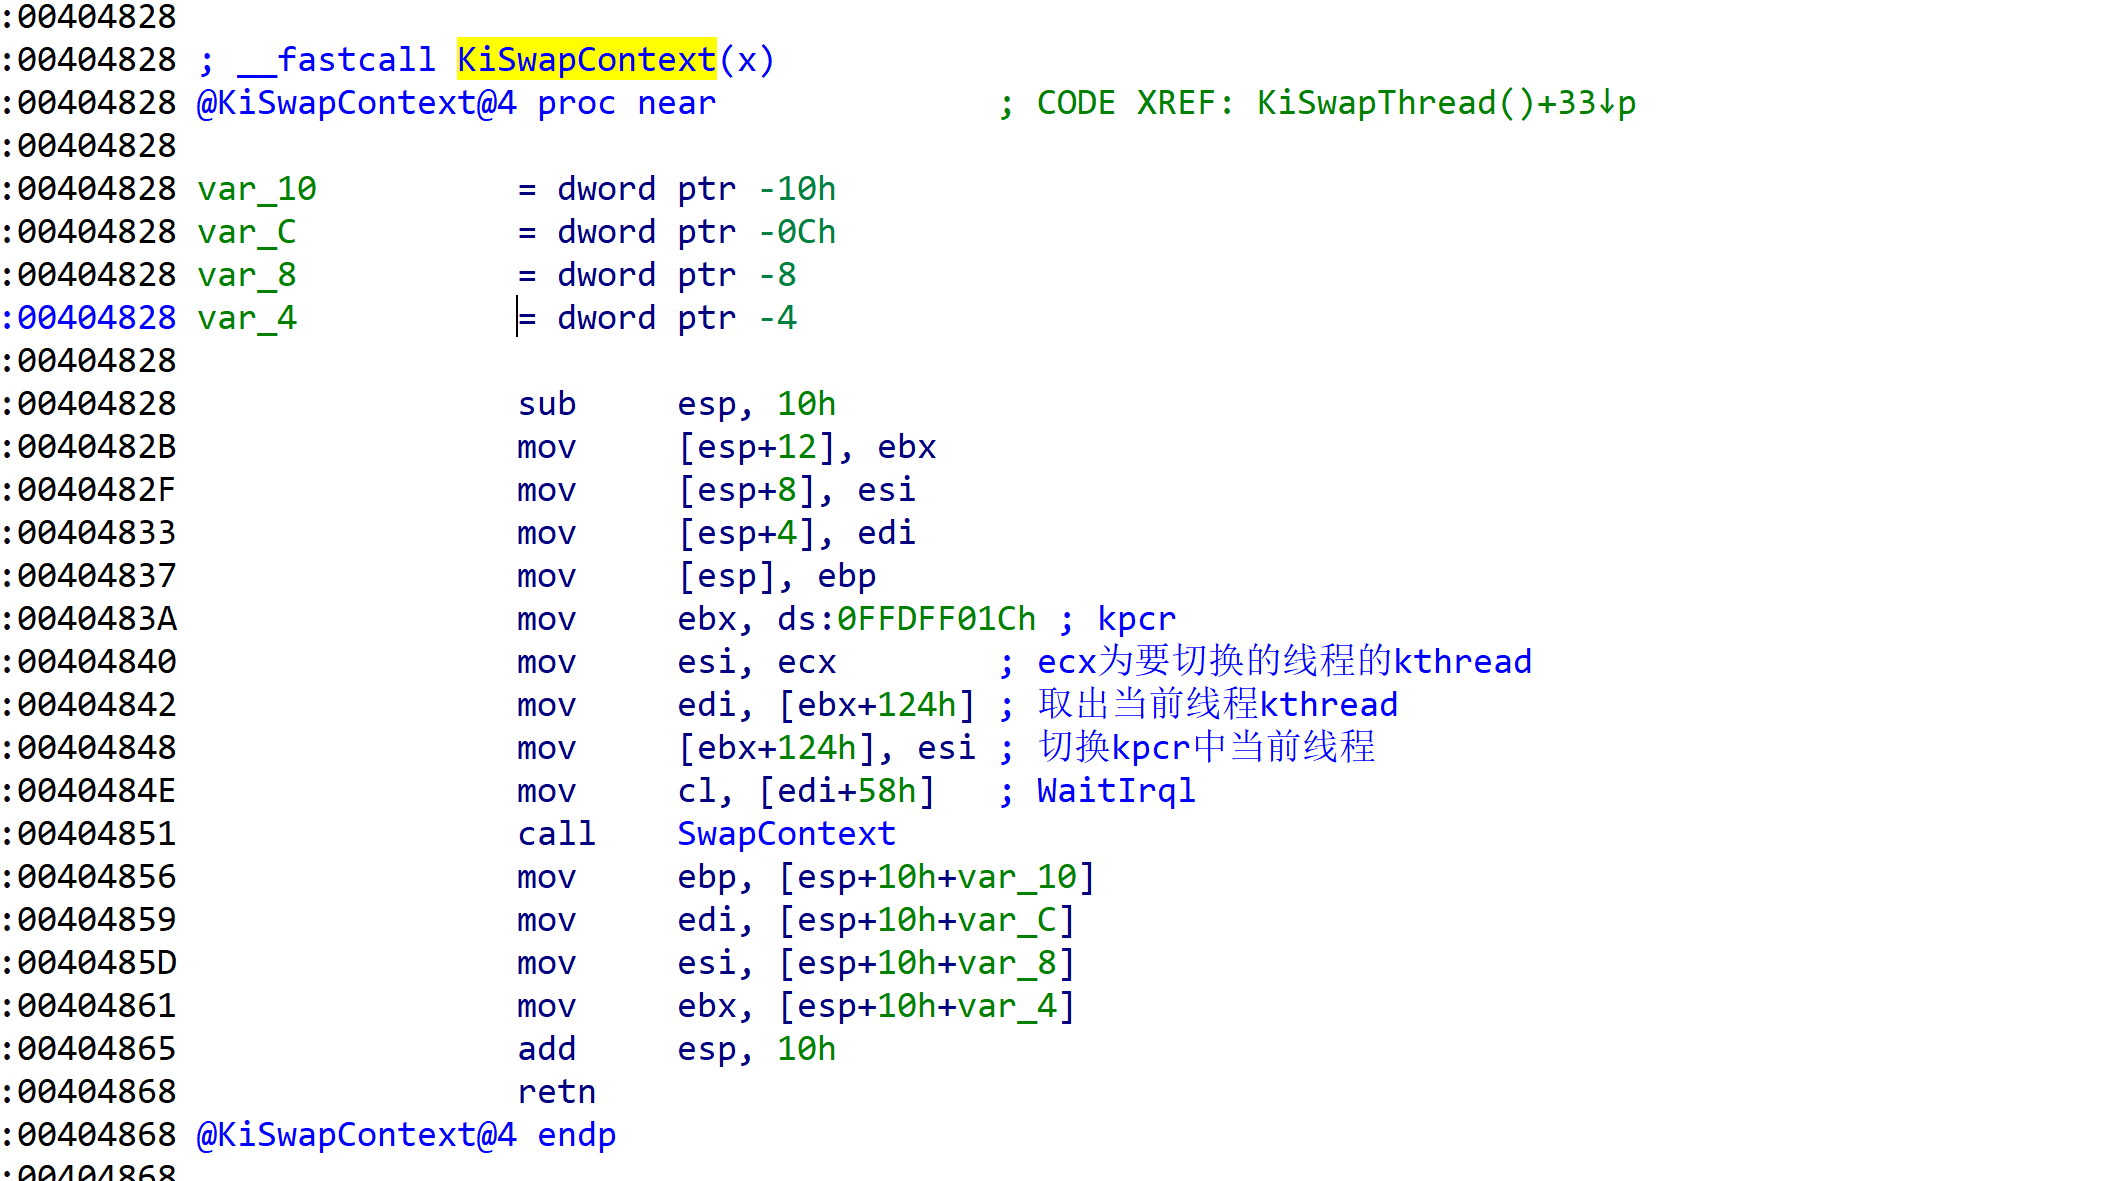 :00404828
:00404828 ; __fastcall KiSwapContext(x)
:00404828 @KiSwapContext@4 proc near ; CODE XREF: KiSwapThread()+33↓p
:00404828
:00404828 var_10 = dword ptr -10h
:00404828 var_C = dword ptr -0Ch
:00404828 var_8 = dword ptr -8
:00404828 var_4 = dword ptr -4
:00404828
:00404828 sub esp, 10h
:0040482B mov [esp+12], ebx
:0040482F mov [esp+8], esi
:00404833 mov [esp+4], edi
:00404837 mov [esp], ebp
:0040483A mov ebx, ds:0FFDFF01Ch ; kpcr
:00404840 mov esi, ecx ; ecx为要切换的线程的kthread
:00404842 mov edi, [ebx+124h] ; 取出当前线程kthread
:00404848 mov [ebx+124h], esi ; 切换kpcr中当前线程
:0040484E mov cl, [edi+58h] ; WaitIrql
:00404851 call SwapContext
:00404856 mov ebp, [esp+10h+var_10]
:00404859 mov edi, [esp+10h+var_C]
:0040485D mov esi, [esp+10h+var_8]
:00404861 mov ebx, [esp+10h+var_4]
:00404865 add esp, 10h
:00404868 retn
:00404868 @KiSwapContext@4 endp
:00404868